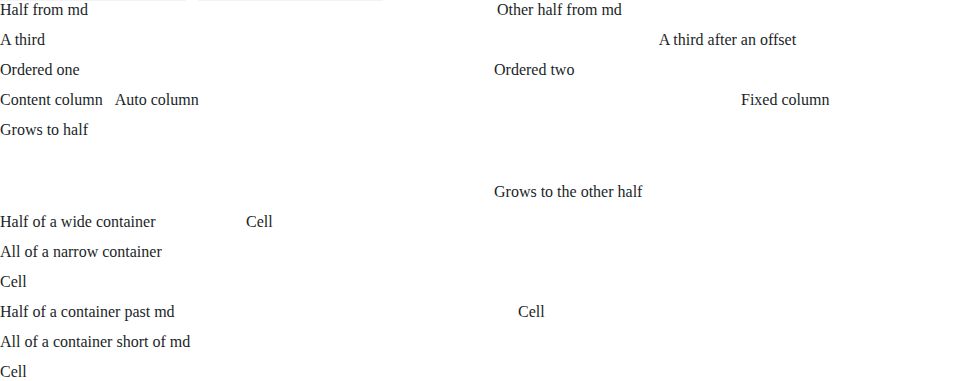 Half from md Other half from md
A third A third after an offset
Ordered one Ordered two
Content column Auto column Fixed column
Grows to half
Grows to the other half
Half of a wide container Cell
All of a narrow container
Cell
Half of a container past md Cell
All of a container short of md
Cell